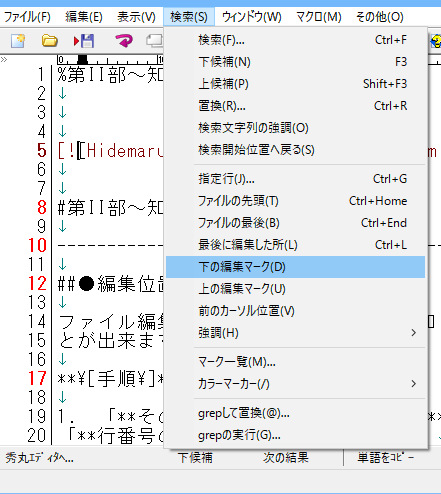 ファイル(F) 編集(E) 表示(V) 検索(S) ウィンドウ(W) マクロ(M) その他(O)
検索(F)... Ctrl+F
下候補(N) F3
上候補(P) Shift+F3
置換(R)... Ctrl+R
検索文字列の強調(O)
検索開始位置へ戻る(S)
指定行(J)... Ctrl+G
ファイルの先頭(T) Ctrl+Home
ファイルの最後(B) Ctrl+End
最後に編集した所(L) Ctrl+L
下の編集マーク(D)
上の編集マーク(U)
前のカーソル位置(V)
強調(H)
マーク一覧(M)...
カラーマーカー(/)
grepして置換(@)...
grepの実行(G)...
0
1 %第II部～知
2 ↓
3 ↓
4 ↓
5 [![Hidemaru
6 ↓
7 ↓
8 #第II部～知
9 ↓
10 --------
11 ↓
12 ##●編集位置
13 ↓
14 ファイル編集
15 とが出来ます
16 ↓
17 **¥[手順¥]*
18 ↓
19 1. 「**そ
20 「**行番号の
秀丸エディタヘ... 下候補 次の結果 単語をコピー